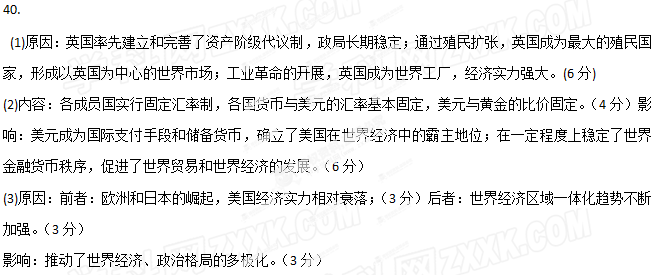 40.
(1)原因：英国率先建立和完善了资产阶级代议制，政局长期稳定；通过殖民扩张，英国成为最大的殖民国
家，形成以英国为中心的世界市场；工业革命的开展，英国成为世界工厂，经济实力强大。(6 分)
(2)内容：各成员国实行固定汇率制，各国货币与美元的汇率基本固定，美元与黄金的比价固定。（4 分）影
响：美元成为国际支付手段和储备货币，确立了美国在世界经济中的霸主地位；在一定程度上稳定了世界
金融货币秩序，促进了世界贸易和世界经济的发展。（6 分）
(3)原因：前者：欧洲和日本的崛起，美国经济实力相对衰落；（3 分）后者：世界经济区域一体化趋势不断
加强。（3 分）
影响：推动了世界经济、政治格局的多极化。（3 分）